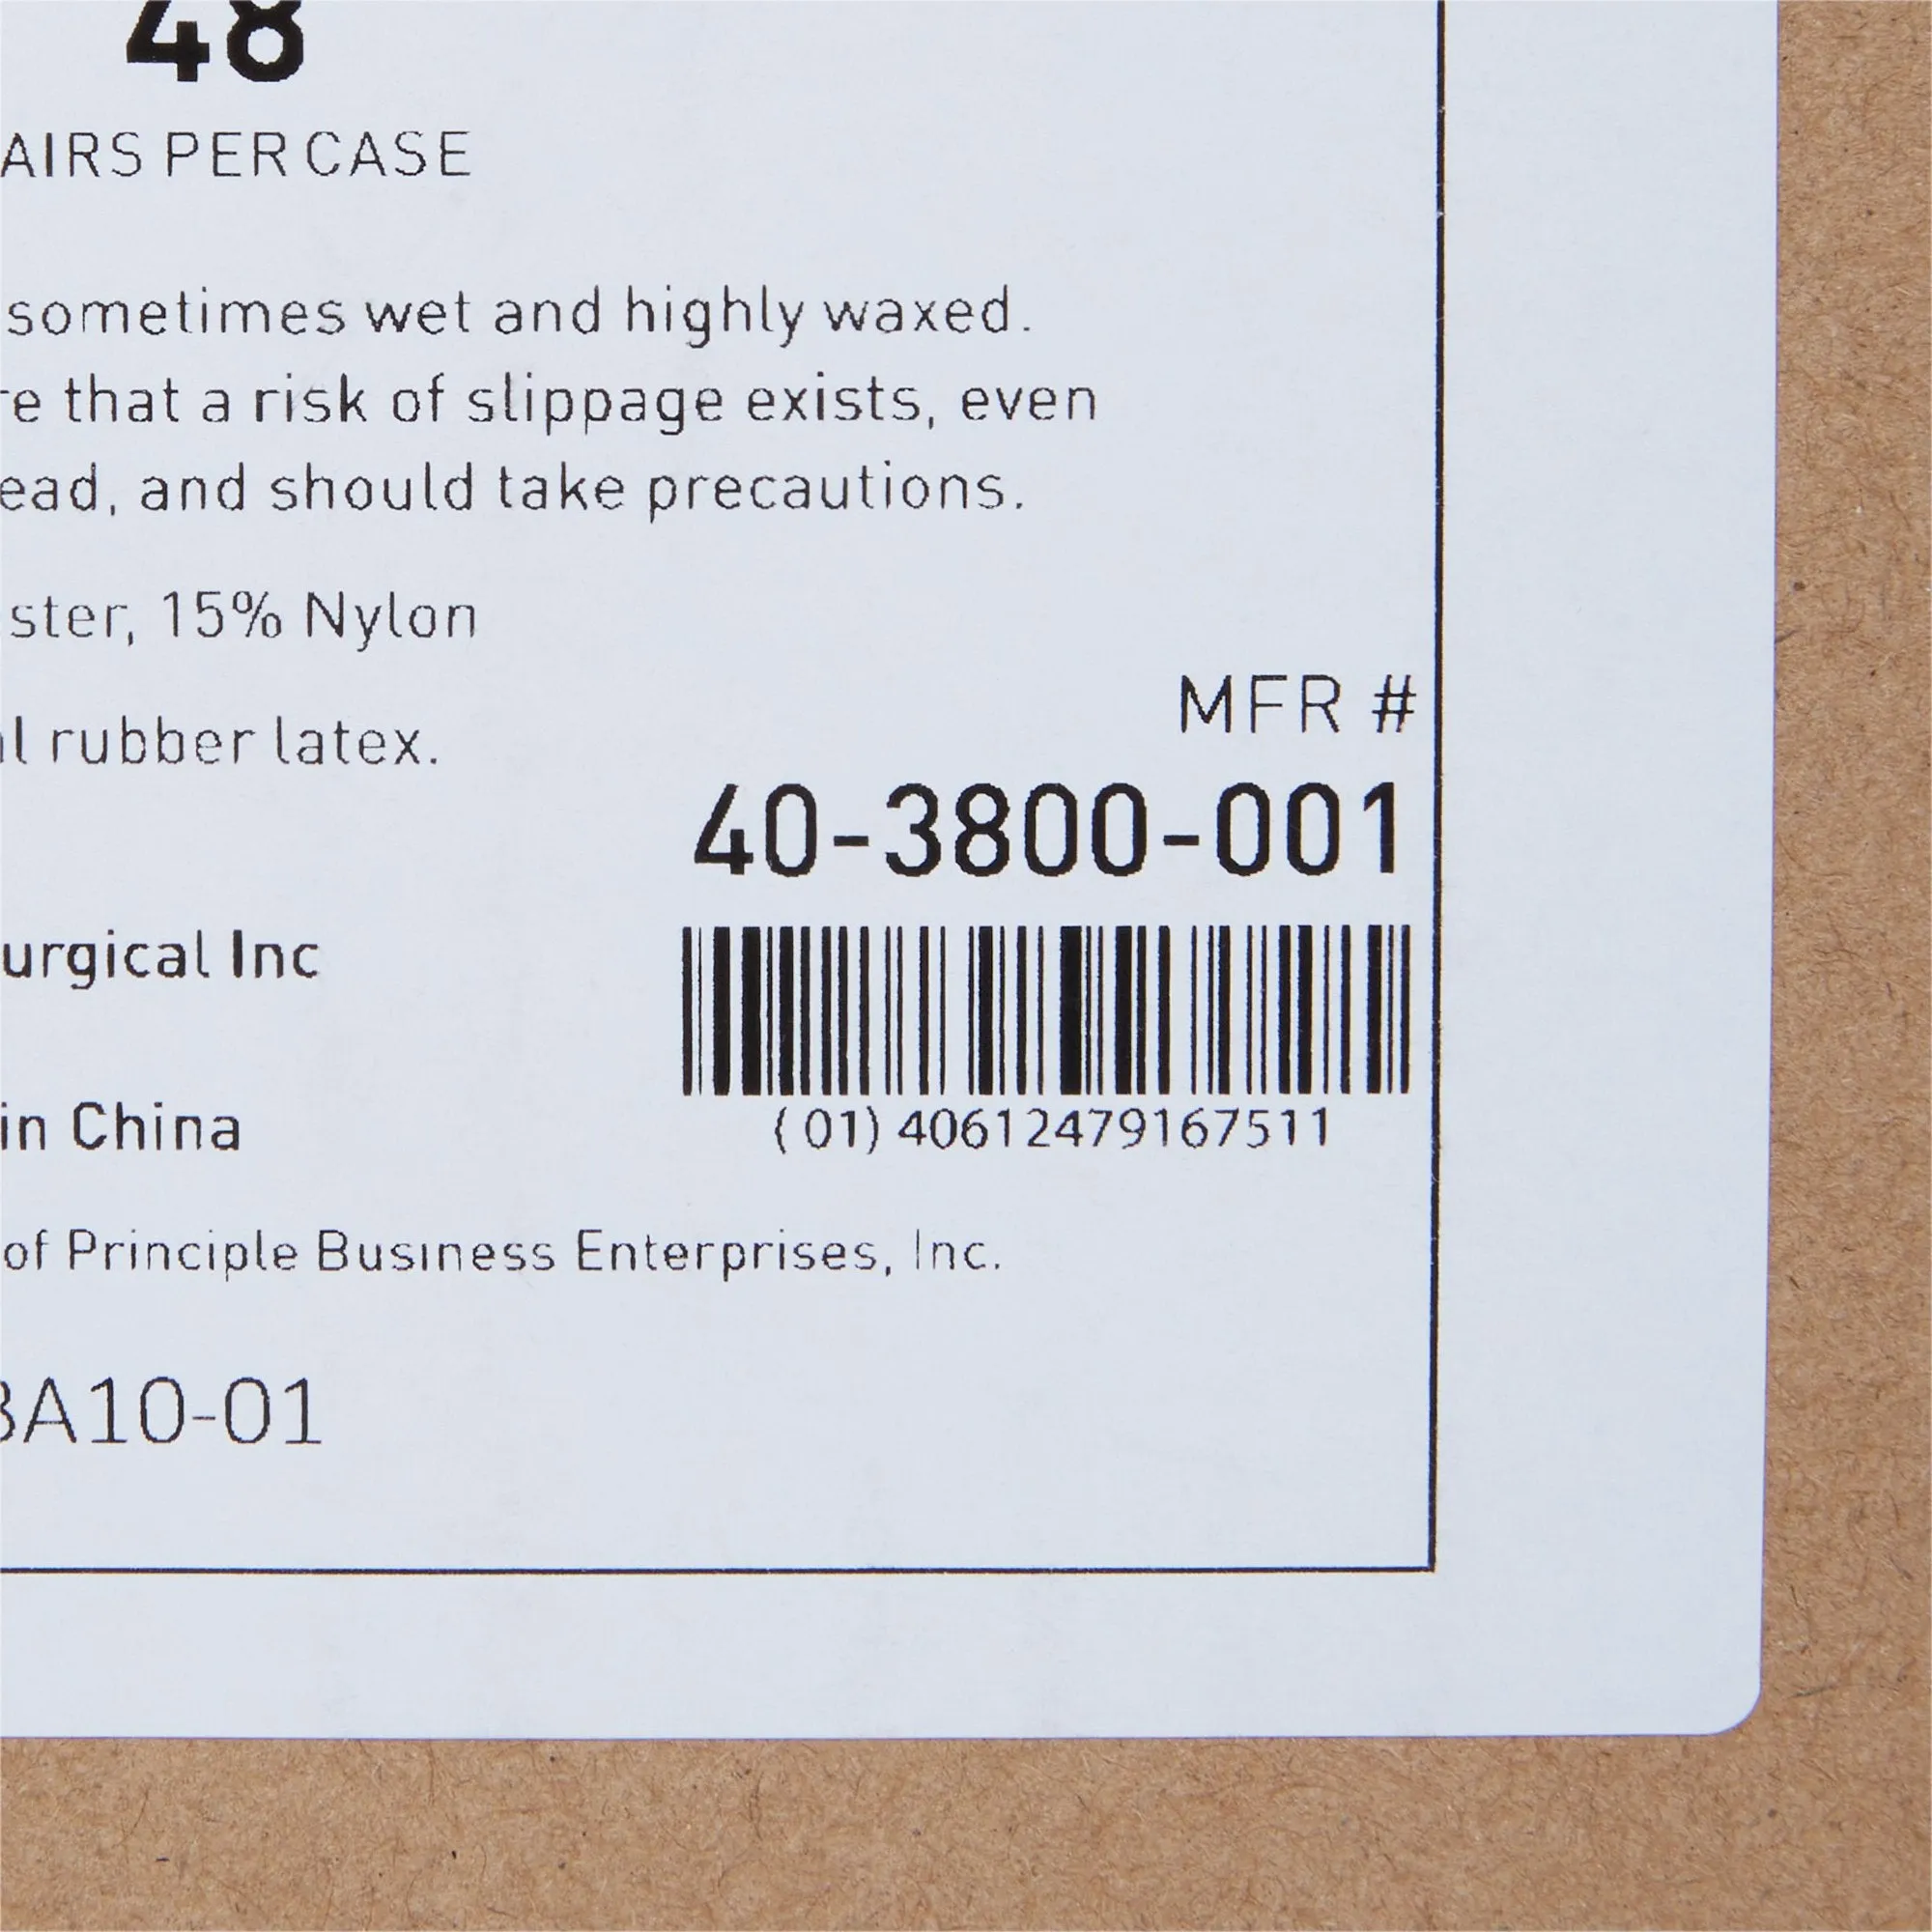 48
AIRS PER CASE
sometimes wet and highly waxed.
re that a risk of slippage exists, even
ead, and should take precautions.
ster, 15% Nylon
l rubber latex.
MFR #
40-3800-001
urgical Inc
(01) 40612479167511
in China
of Principle Business Enterprises, Inc.
BA10-01